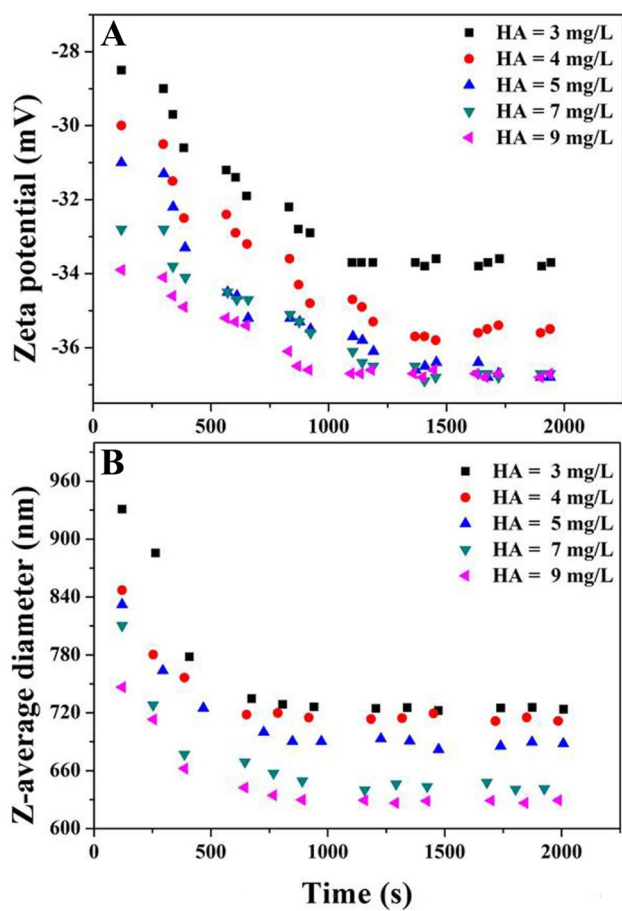 A
Zeta potential (mV)
-28
-30
-32
-34
-36
HA = 3 mg/L
HA = 4 mg/L
HA = 5 mg/L
HA = 7 mg/L
HA = 9 mg/L
0 500 1000 1500 2000
B
Z-average diameter (nm)
960
900
840
780
720
660
600
HA = 3 mg/L
HA = 4 mg/L
HA = 5 mg/L
HA = 7 mg/L
HA = 9 mg/L
0 500 1000 1500 2000
Time (s)